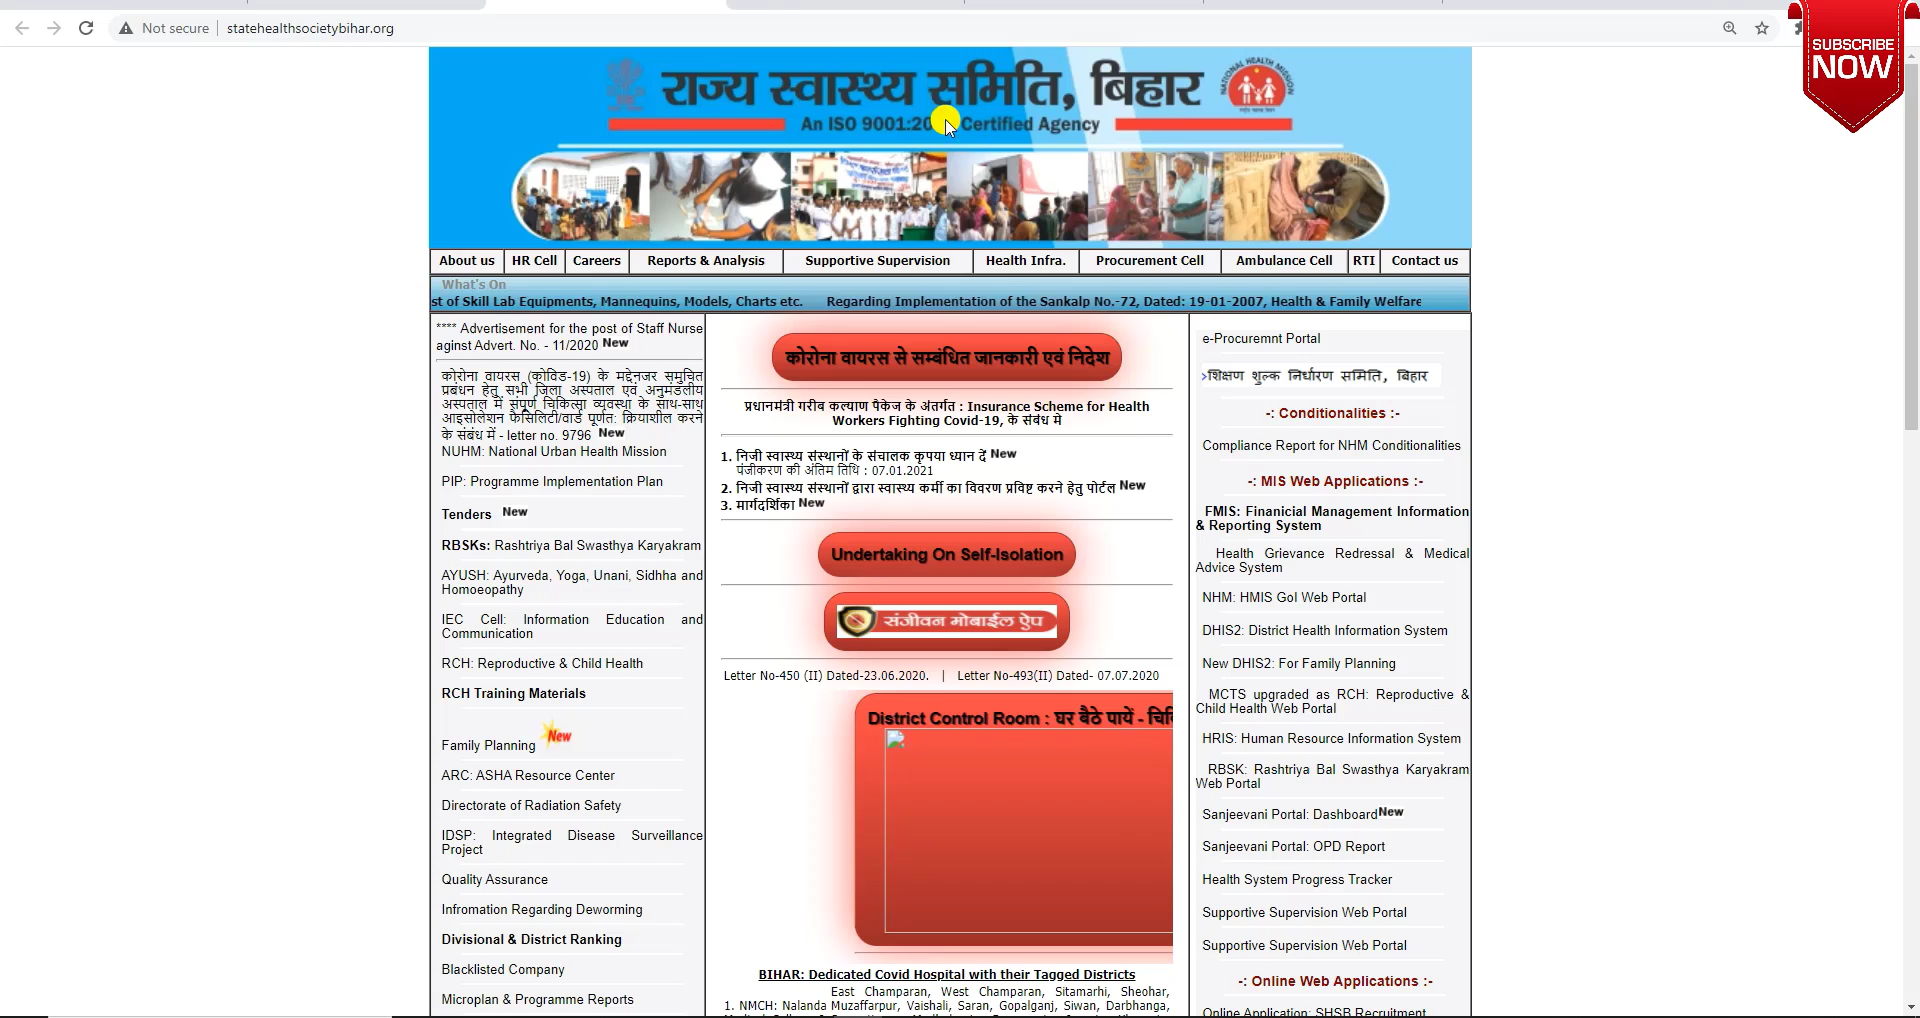 Not secure
statehealthsocietybihar.org
SUBSCRIBE
NOW
राज्य स्वास्थ्य समिति, बिहार
NATIONAL HEALTH MISSION
An ISO 9001:20 Certified Agency
About us HR Cell Careers Reports & Analysis Supportive Supervision Health Infra. Procurement Cell Ambulance Cell RTI Contact us
What's On
st of Skill Lab Equipments, Mannequins, Models, Charts etc. Regarding Implementation of the Sankalp No.-72, Dated: 19-01-2007, Health & Family Welfare
**** Advertisement for the post of Staff Nurse
aginst Advert. No. - 11/2020 New
कोरोना वायरस (कोविड-19) के मद्देनजर समुचित
प्रबंधन हेतु सभी जिला अस्पताल एवं अनुमंडलीय
अस्पताल में संपूर्ण चिकित्सा व्यवस्था के साथ-साथ
आइसोलेशन फैसिलिटी/वार्ड पूर्णत: क्रियाशील करने
के संबंध में - letter no. 9796 New
NUHM: National Urban Health Mission
PIP: Programme Implementation Plan
Tenders New
RBSKs: Rashtriya Bal Swasthya Karyakram
AYUSH: Ayurveda, Yoga, Unani, Sidhha and
Homoeopathy
IEC Cell: Information Education and
Communication
RCH: Reproductive & Child Health
RCH Training Materials
Family Planning New
ARC: ASHA Resource Center
Directorate of Radiation Safety
IDSP: Integrated Disease Surveillance
Project
Quality Assurance
Infromation Regarding Deworming
Divisional & District Ranking
Blacklisted Company
Microplan & Programme Reports
कोरोना वायरस से सम्बंधित जानकारी एवं निदेश
प्रधानमंत्री गरीब कल्याण पैकेज के अंतर्गत : Insurance Scheme for Health
Workers Fighting Covid-19, के संबंध मे
1. निजी स्वास्थ्य संस्थानों के संचालक कृपया ध्यान दें New
पंजीकरण की अंतिम तिथि : 07.01.2021
2. निजी स्वास्थ्य संस्थानों द्वारा स्वास्थ्य कर्मी का विवरण प्रविष्ट करने हेतु पोर्टल New
3. मार्गदर्शिका New
Undertaking On Self-Isolation
संजीवन मोबाईल ऐप
Letter No-450 (II) Dated-23.06.2020. | Letter No-493(II) Dated- 07.07.2020
District Control Room : घर बैठे पायें -
BIHAR: Dedicated Covid Hospital with their Tagged Districts
East Champaran, West Champaran, Sitamarhi, Sheohar,
1. NMCH: Nalanda Muzaffarpur, Vaishali, Saran, Gopalganj, Siwan, Darbhanga,
e-Procuremnt Portal
>शिक्षण शुल्क निर्धारण समिति, बिहार
-: Conditionalities :-
Compliance Report for NHM Conditionalities
-: MIS Web Applications :-
FMIS: Finanicial Management Information
& Reporting System
Health Grievance Redressal & Medical
Advice System
NHM: HMIS GoI Web Portal
DHIS2: District Health Information System
New DHIS2: For Family Planning
MCTS upgraded as RCH: Reproductive &
Child Health Web Portal
HRIS: Human Resource Information System
RBSK: Rashtriya Bal Swasthya Karyakram
Web Portal
Sanjeevani Portal: Dashboard New
Sanjeevani Portal: OPD Report
Health System Progress Tracker
Supportive Supervision Web Portal
Supportive Supervision Web Portal
-: Online Web Applications :-
Online Application: SHSB Recruitment